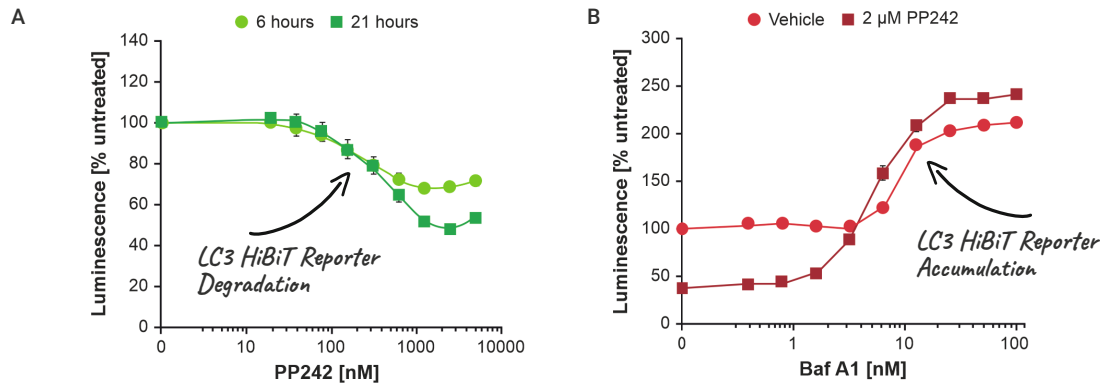 A
6 hours 21 hours
Luminescence [% untreated]
140
120
100
80
60
40
20
0
0 10 100 1000 10000
PP242 [nM]
LC3 HiBiT Reporter
Degradation
B
Vehicle 2 µM PP242
Luminescence [% untreated]
300
250
200
150
100
50
0
0 1 10 100
Baf A1 [nM]
LC3 HiBiT Reporter
Accumulation